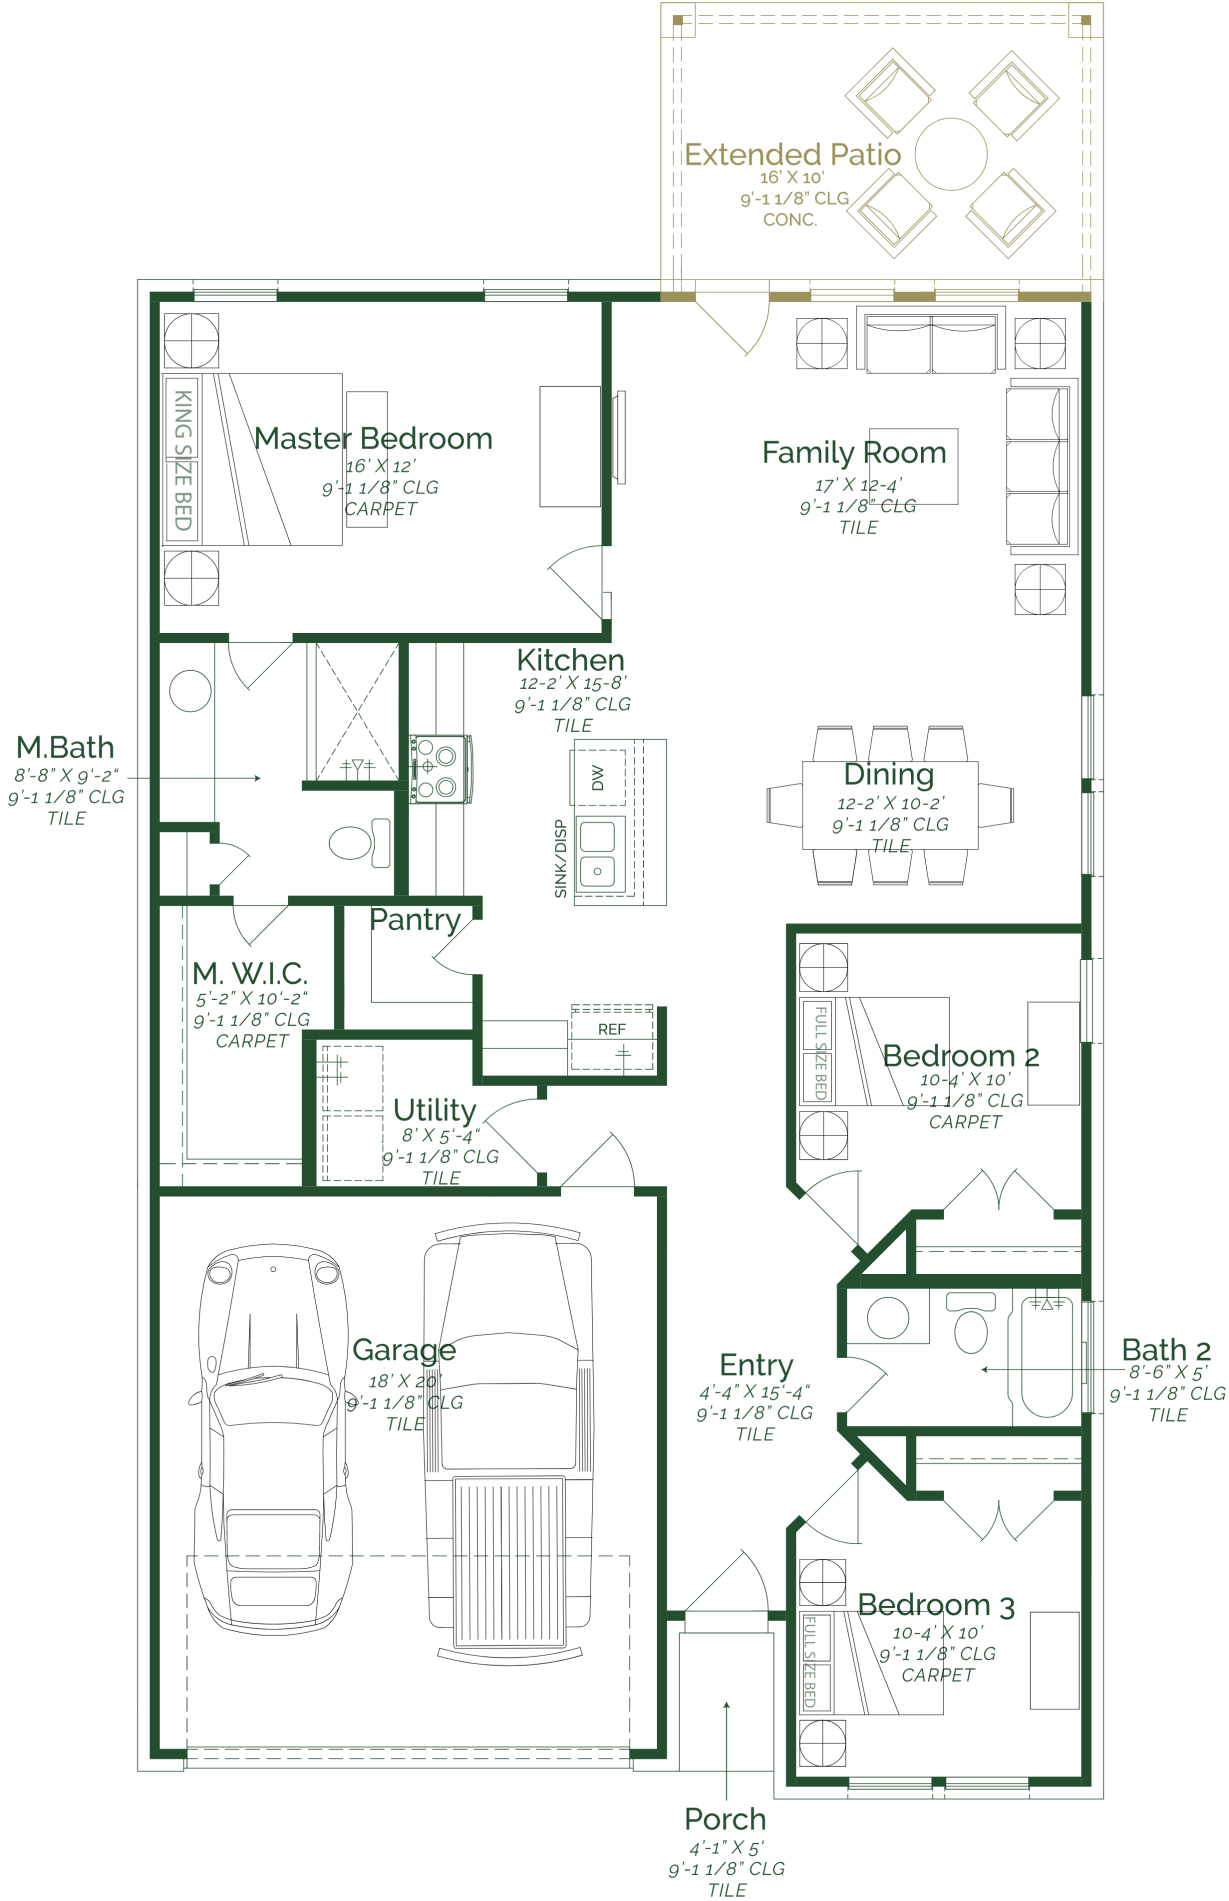 Extended Patio
16' X 10'
9'-1 1/8" CLG
CONC.
KING SIZE BED
Master Bedroom
16' X 12'
9'-1 1/8" CLG
CARPET
Family Room
17' X 12-4'
9'-1 1/8" CLG
TILE
Kitchen
12-2' X 15-8'
9'-1 1/8" CLG
TILE
M.Bath
8'-8" X 9'-2"
9'-1 1/8" CLG
TILE
DW
SINK/DISP
Dining
12-2' X 10-2'
9'-1 1/8" CLG
TILE
Pantry
M. W.I.C.
5'-2" X 10'-2"
9'-1 1/8" CLG
CARPET
REF
FULL SIZE BED
Bedroom 2
10-4' X 10'
9'-1 1/8" CLG
CARPET
Utility
8' X 5'-4"
9'-1 1/8" CLG
TILE
Garage
18' X 20'
9'-1 1/8" CLG
TILE
Entry
4'-4" X 15'-4"
9'-1 1/8" CLG
TILE
Bath 2
8'-6" X 5'
9'-1 1/8" CLG
TILE
FULL SIZE BED
Bedroom 3
10-4' X 10'
9'-1 1/8" CLG
CARPET
Porch
4'-1" X 5'
9'-1 1/8" CLG
TILE